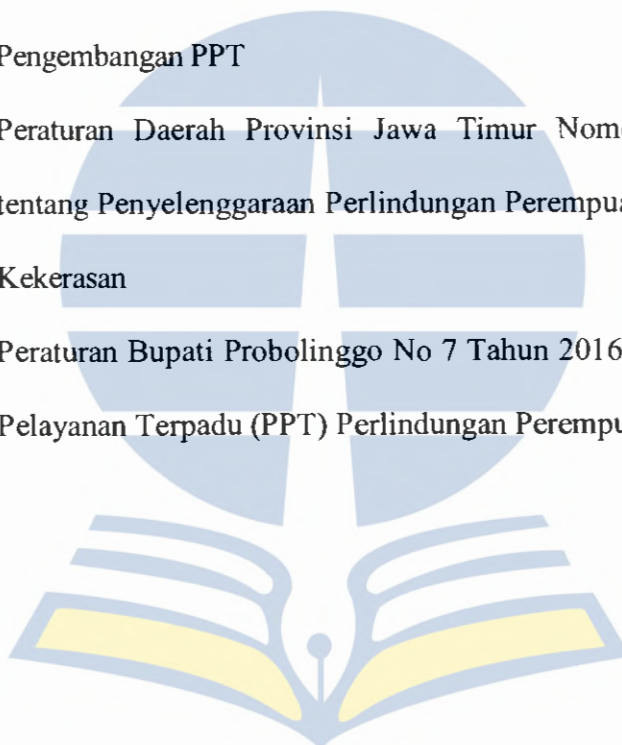 Pengembangan PPT
Peraturan Daerah Provinsi Jawa Timur
tentang Penyelenggaraan Perlindungan
Kekerasan
Peraturan Bupati Probolinggo No 7 Tahun 2016
Pelayanan Terpadu (PPT) Perlindungan